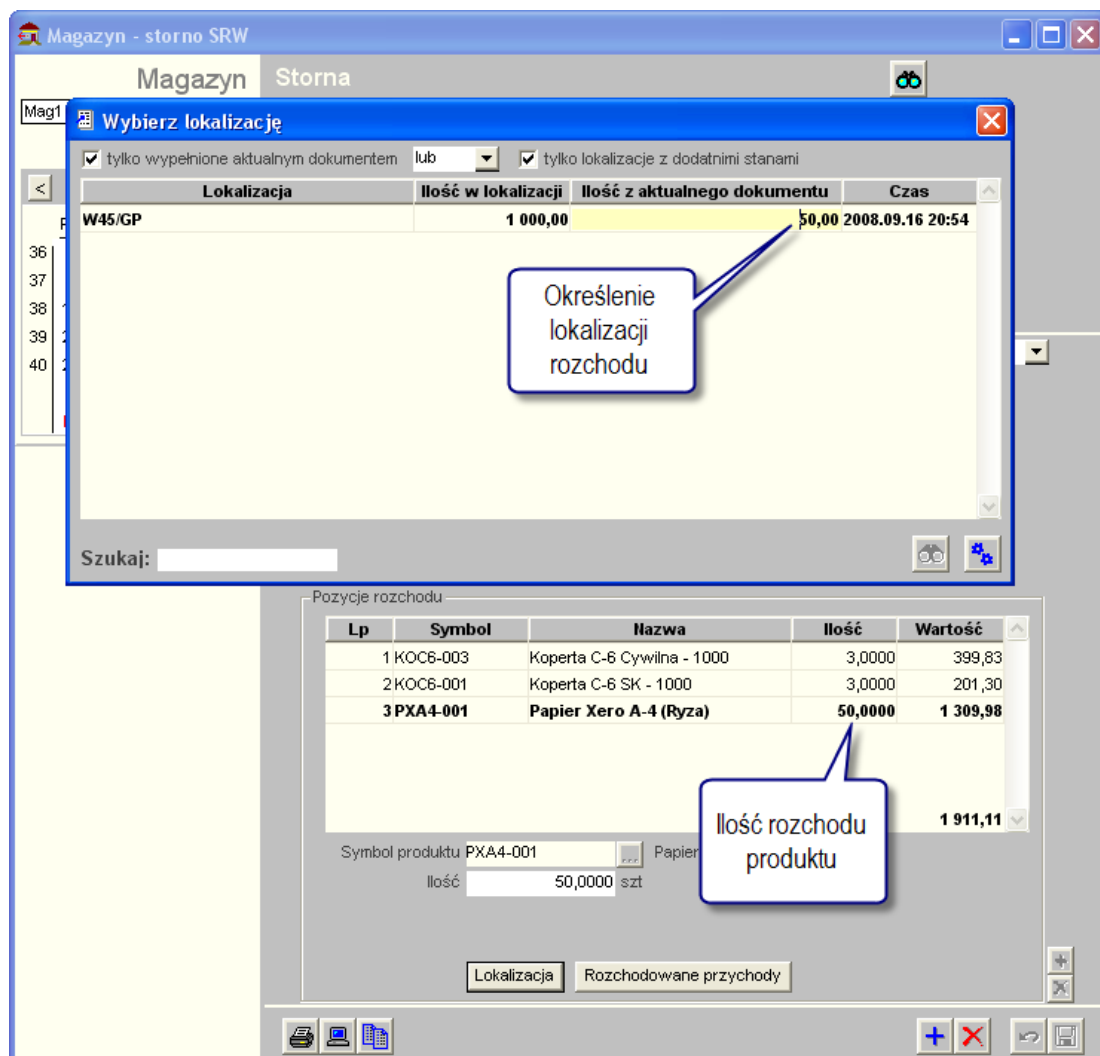 Magazyn - storno SRW
Magazyn
Storna
Mag1
Wybierz lokalizację
tylko wypełnione aktualnym dokumentem lub tylko lokalizacje z dodatnimi stanami
Lokalizacja Ilość w lokalizacji Ilość z aktualnego dokumentu Czas
W45/GP 1 000,00 50,00 2008.09.16 20:54
<
36
37
38
39
40
Określenie
lokalizacji
rozchodu
Szukaj:
Pozycje rozchodu
Lp Symbol Nazwa Ilość Wartość
1 KOC6-003 Koperta C-6 Cywilna - 1000 3,0000 399,83
2 KOC6-001 Koperta C-6 SK - 1000 3,0000 201,30
3 PXA4-001 Papier Xero A-4 (Ryza) 50,0000 1 309,98
1 911,11
Ilość rozchodu
produktu
Symbol produktu PXA4-001 ... Papier
Ilość 50,0000 szt
Lokalizacja Rozchodowane przychody